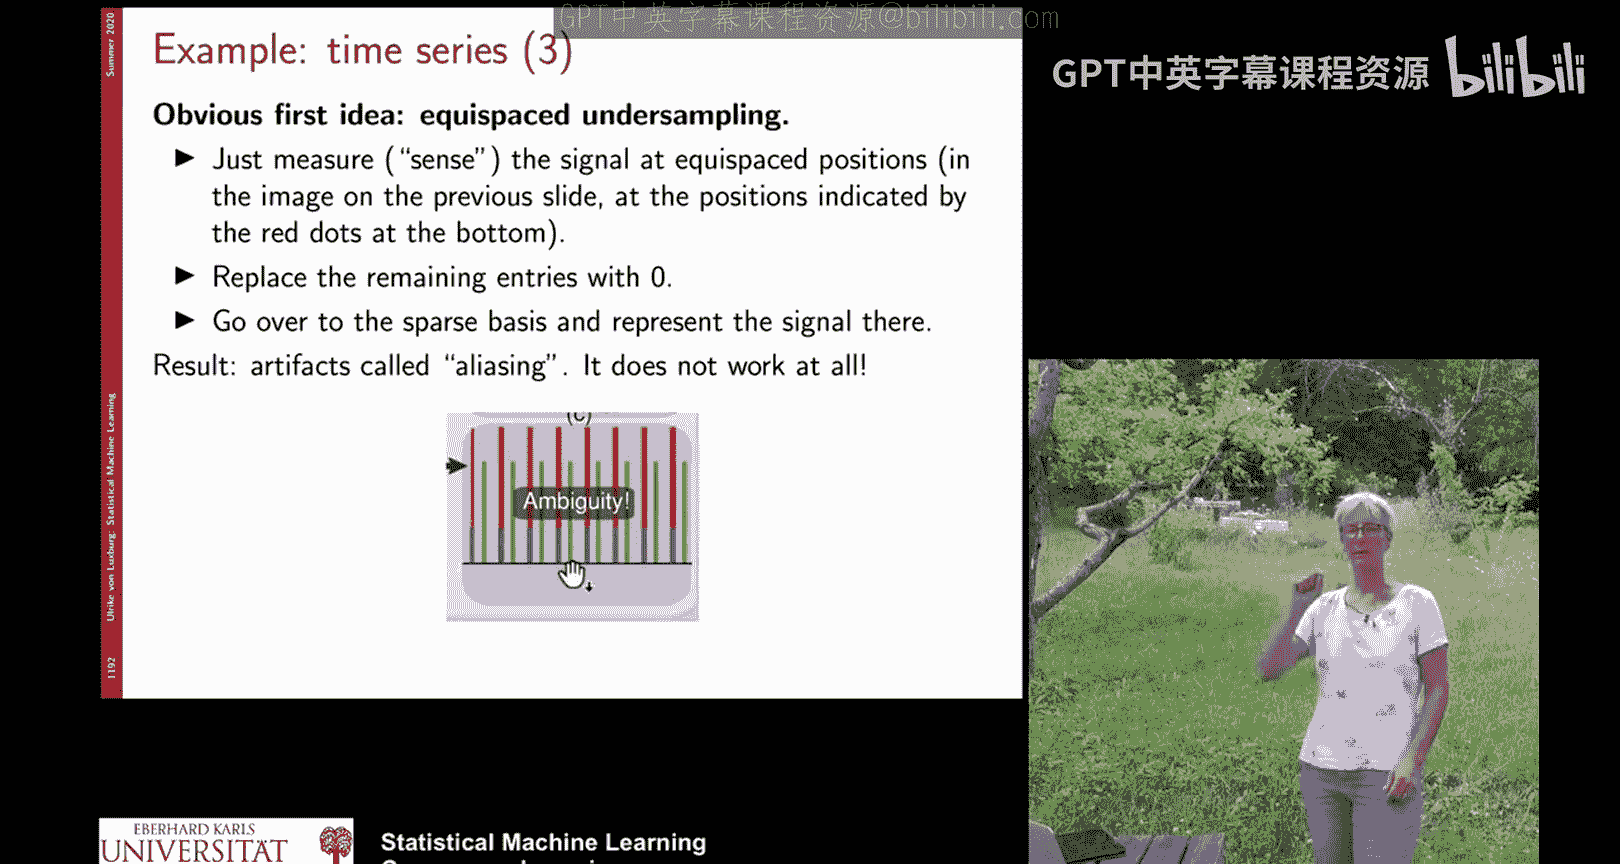 GPT中英字幕课程资源@bilibili.com
GPT中英字幕课程资源 bilibili
Summer 2020
Example: time series (3)
Obvious first idea: equispaced undersampling.
▶ Just measure (“sense”) the signal at equispaced positions (in
the image on the previous slide, at the positions indicated by
the red dots at the bottom).
▶ Replace the remaining entries with 0.
▶ Go over to the sparse basis and represent the signal there.
Result: artifacts called “aliasing”. It does not work at all!
(c)
Ambiguity!
Ulrike von Luxburg: Statistical Machine Learning
1192
EBERHARD KARLS
UNIVERSITÄT
Statistical Machine Learning